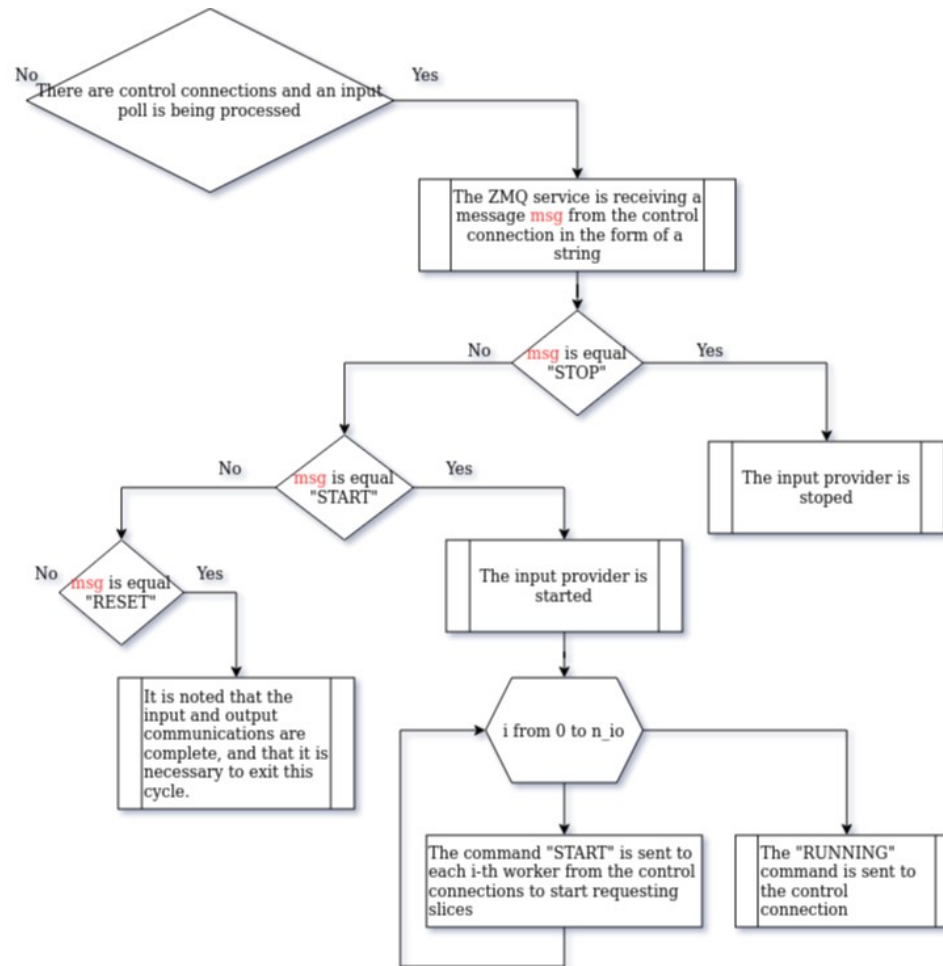 No
Yes
There are control connections and an input
poll is being processed
The ZMQ service is receiving a
message msg from the control
connection in the form of a
string
No
msg is equal
"STOP"
Yes
No
msg is equal
"START"
Yes
The input provider is
stoped
No
msg is equal
"RESET"
Yes
The input provider is
started
It is noted that the
input and output
communications are
complete, and that it is
necessary to exit this
cycle.
i from 0 to n_io
The command "START" is sent to
each i-th worker from the control
connections to start requesting
slices
The "RUNNING"
command is sent to
the control
connection